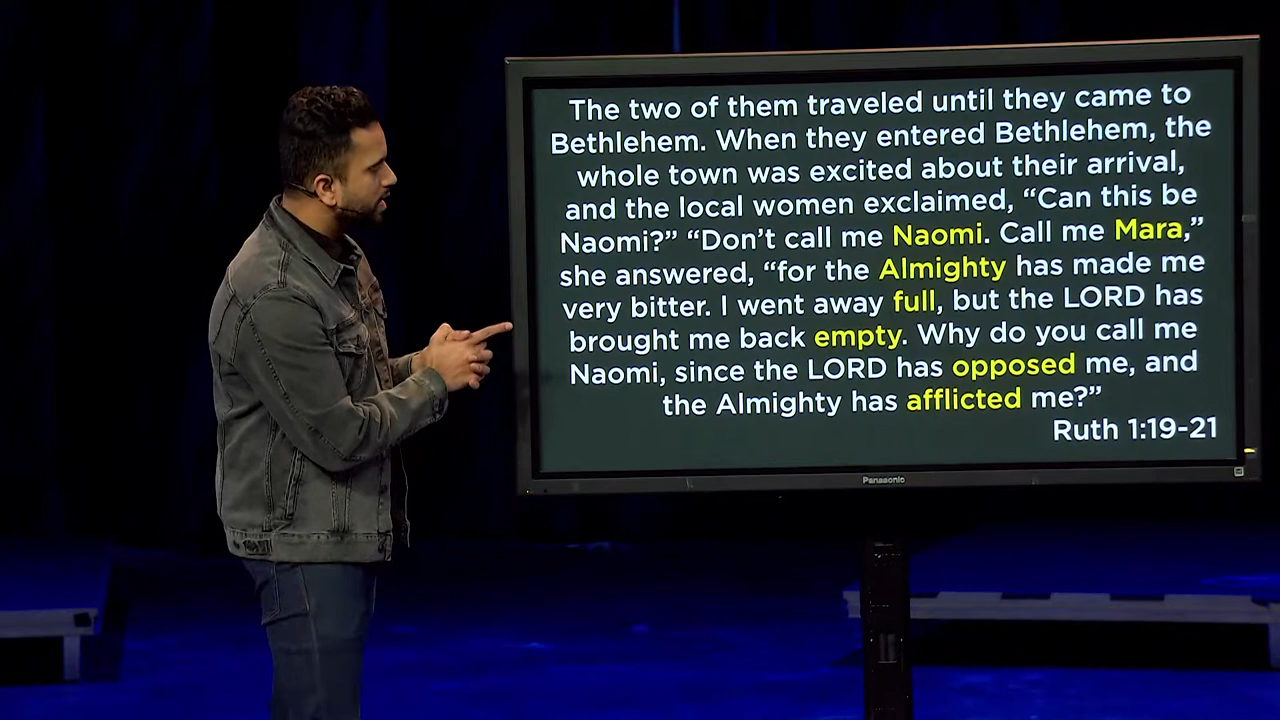 The two of them traveled until they came to
Bethlehem. When they entered Bethlehem, the
whole town was excited about their arrival,
and the local women exclaimed, “Can this be
Naomi?” “Don’t call me Naomi. Call me Mara,”
she answered, “for the Almighty has made me
very bitter. I went away full, but the LORD has
brought me back empty. Why do you call me
Naomi, since the LORD has opposed me, and
the Almighty has afflicted me?”
Ruth 1:19-21
Panasonic